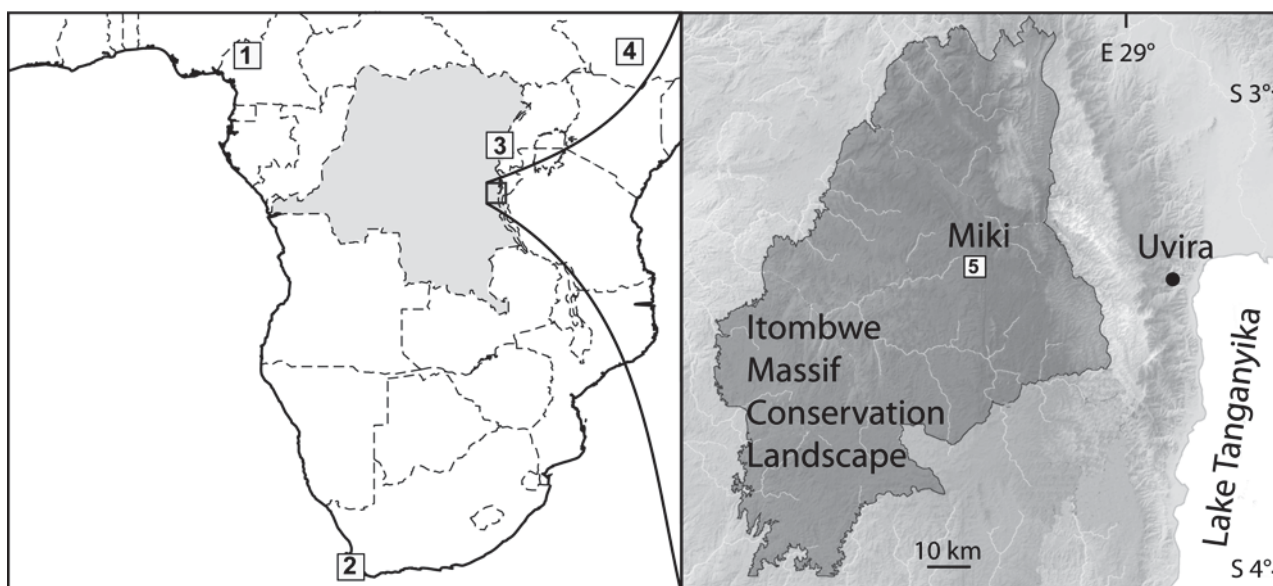 1
4
3
2
E 29°
S 3°
Miki
5
Uvira
Itombwe
Massif
Conservation
Landscape
Lake Tanganyika
10 km
S 4°